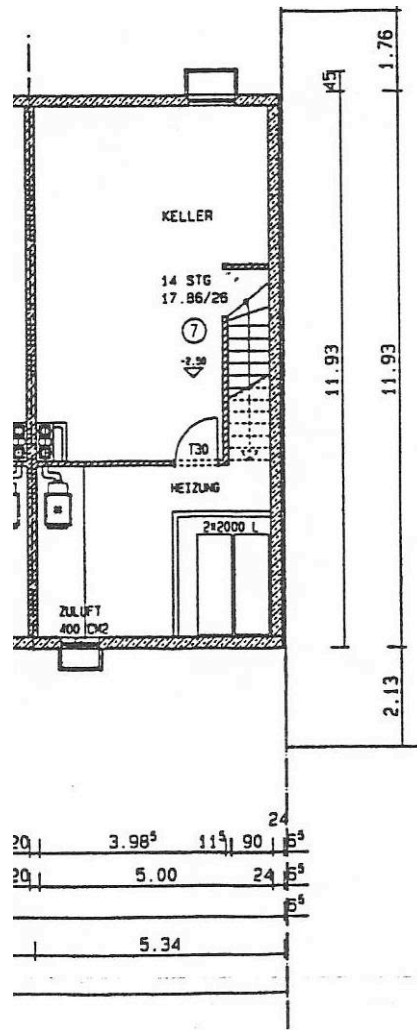 1.76
45
KELLER
14 STG
17.86/26
7
-2.50
11.93
11.93
T30
HEIZUNG
2*2000 L
ZULUFT
400 CM2
2.13
24
20 3.98⁵ 11⁵ 90 6⁵
20 5.00 24 6⁵
6⁵
5.34